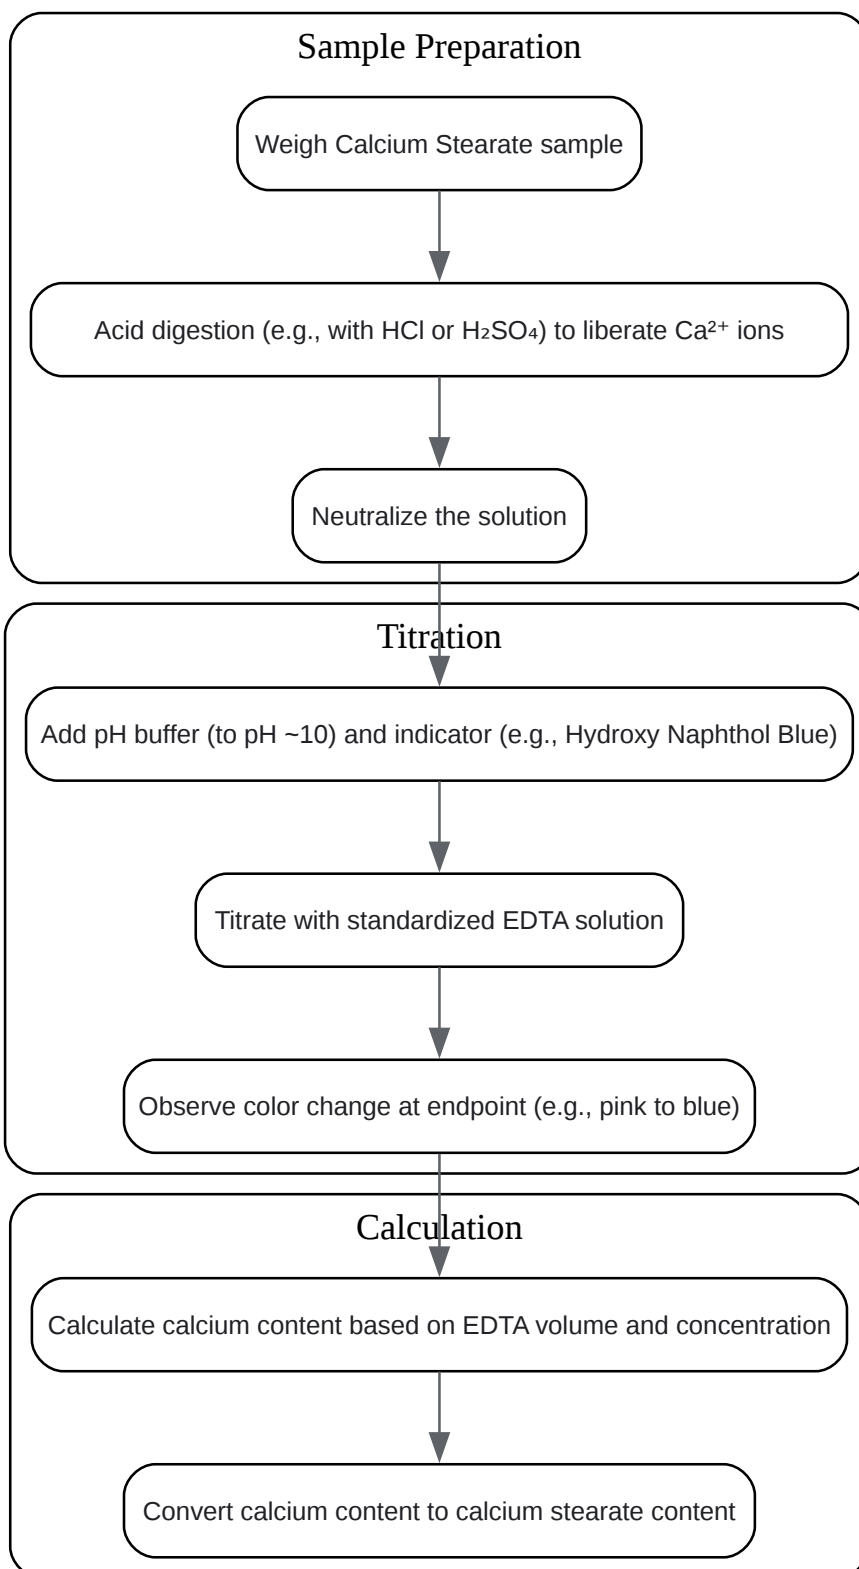 Sample Preparation
Weigh Calcium Stearate sample
Acid digestion (e.g., with HCl or H₂SO₄) to liberate Ca²⁺ ions
Neutralize the solution
Titration
Add pH buffer (to pH ~10) and indicator (e.g., Hydroxy Naphthol Blue)
Titrate with standardized EDTA solution
Observe color change at endpoint (e.g., pink to blue)
Calculation
Calculate calcium content based on EDTA volume and concentration
Convert calcium content to calcium stearate content